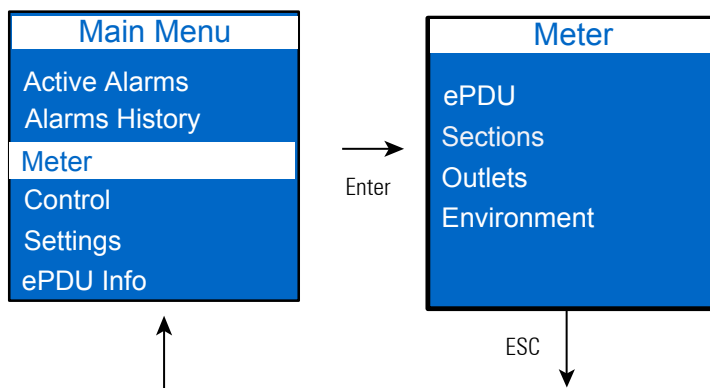 Main Menu
Active Alarms
Alarms History
Meter
Control
Settings
ePDU Info
Enter
Meter
ePDU
Sections
Outlets
Environment
ESC